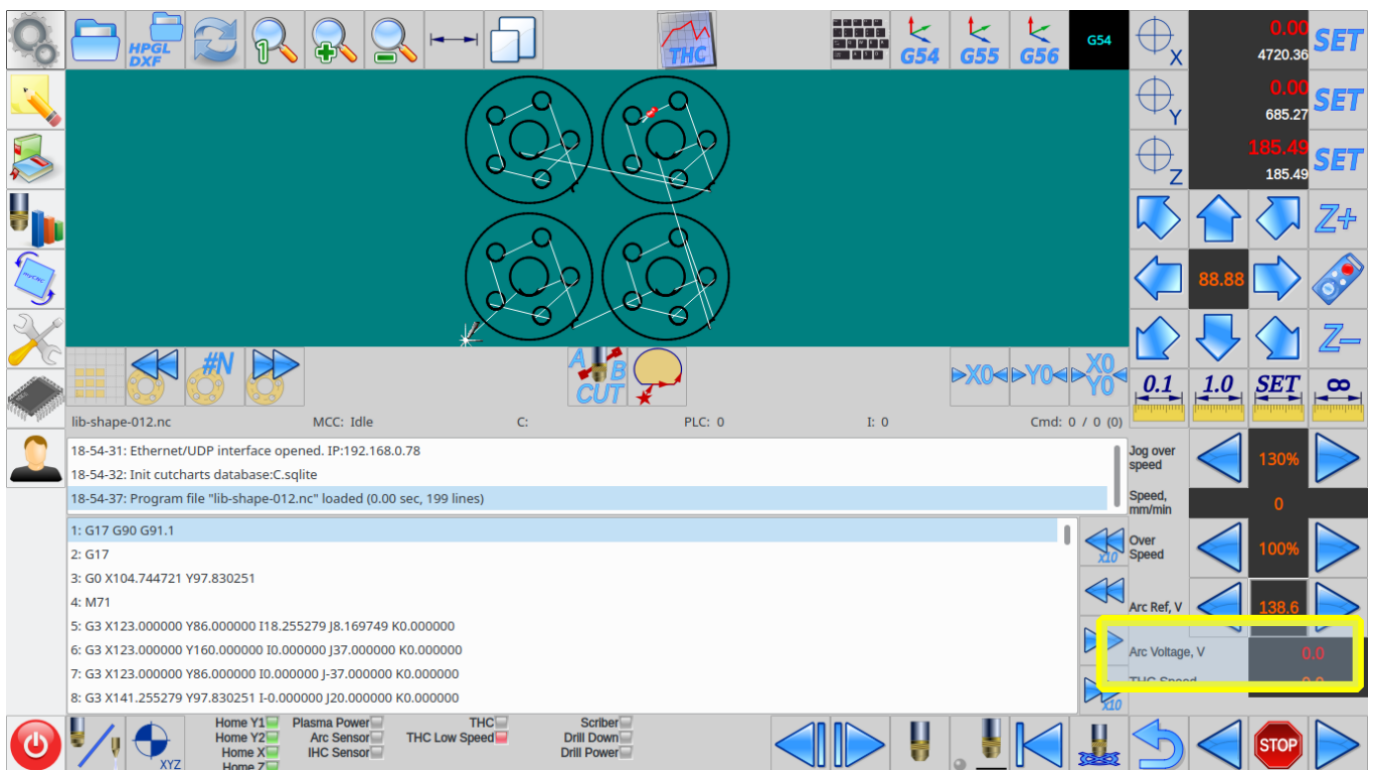 HPGL
DXF
1
THC
G54
G55
G56
G54
X
0.00
4720.36
SET
Y
0.00
685.27
SET
Z
185.49
185.49
SET
Z+
88.88
Z-
#N
A
B
CUT
X0
Y0
X0
Y0
0.1
1.0
SET
∞
lib-shape-012.nc
MCC: Idle
C:
PLC: 0
I: 0
Cmd: 0 / 0 (0)
18-54-31: Ethernet/UDP interface opened. IP:192.168.0.78
18-54-32: Init cutcharts database:C.sqlite
18-54-37: Program file "lib-shape-012.nc" loaded (0.00 sec, 199 lines)
Jog over
speed
130%
Speed,
mm/min
0
Over
Speed
100%
Arc Ref, V
138.6
Arc Voltage, V
0.0
THC Speed
0.0
1: G17 G90 G91.1
2: G17
3: G0 X104.744721 Y97.830251
4: M71
5: G3 X123.000000 Y86.000000 I18.255279 J8.169749 K0.000000
6: G3 X123.000000 Y160.000000 I0.000000 J37.000000 K0.000000
7: G3 X123.000000 Y86.000000 I0.000000 J-37.000000 K0.000000
8: G3 X141.255279 Y97.830251 I-0.000000 J20.000000 K0.000000
x10
x10
XYZ
Home Y1
Home Y2
Home X
Home Z
Plasma Power
Arc Sensor
IHC Sensor
THC
THC Low Speed
Scriber
Drill Down
Drill Power
STOP